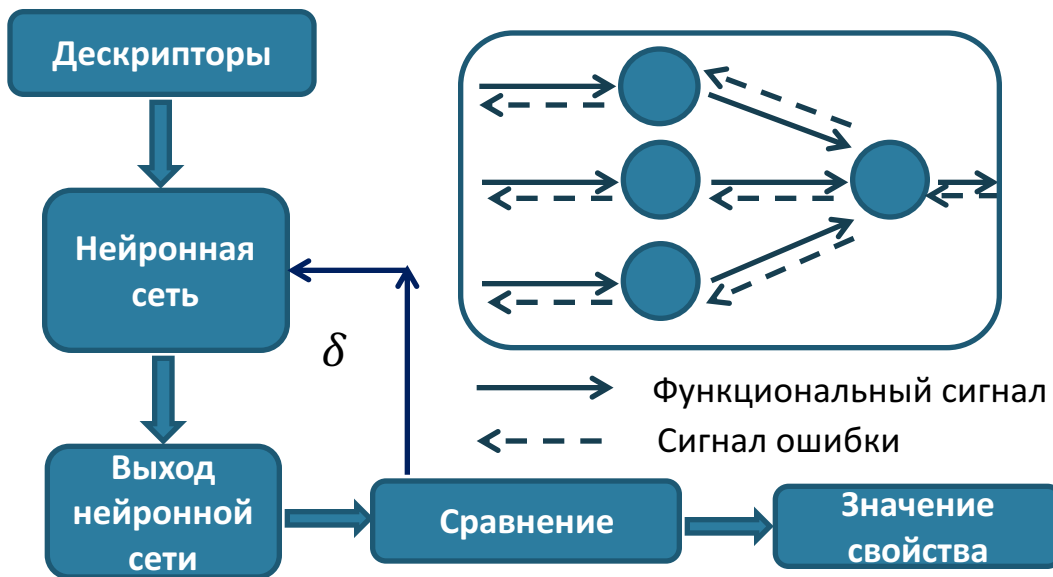 Дескрипторы
Нейронная
сеть
δ
Функциональный сигнал
Сигнал ошибки
Выход
нейронной
сети
Сравнение
Значение
свойства